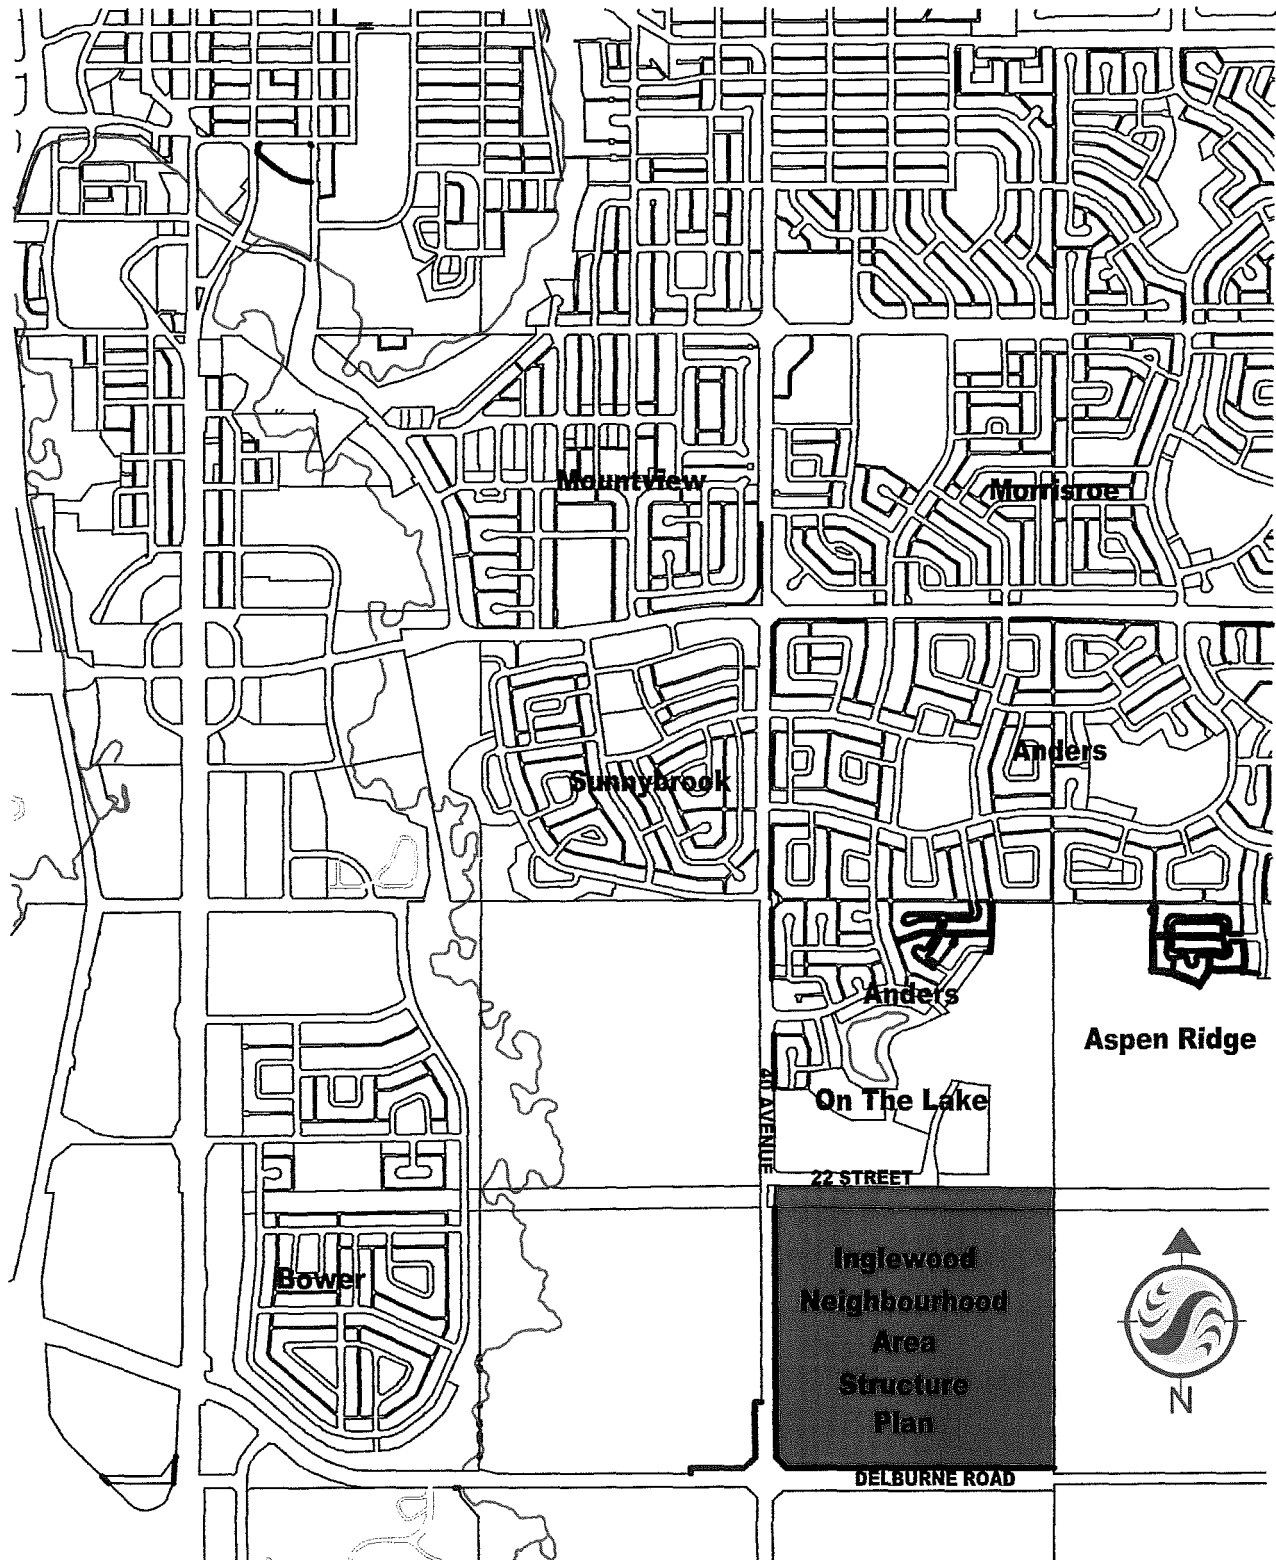 Mountview
Morrisroe
Anders
Sunnybrook
Anders
Aspen Ridge
On The Lake
40 AVENUE
22 STREET
Inglewood
Neighbourhood
Area
Structure
Plan
Bower
N
DELBURNE ROAD